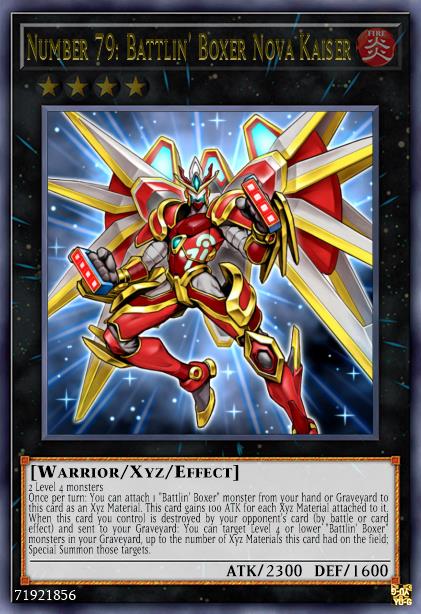 Number 79: Battlin' Boxer Nova Kaiser
FIRE
炎
79
[Warrior/Xyz/Effect]
2 Level 4 monsters
Once per turn: You can attach 1 "Battlin' Boxer" monster from your hand or Graveyard to
this card as an Xyz Material. This card gains 100 ATK for each Xyz Material attached to it.
When this card you control is destroyed by your opponent's card (by battle or card
effect) and sent to your Graveyard: You can target Level 4 or lower "Battlin' Boxer"
monsters in your Graveyard, up to the number of Xyz Materials this card had on the field;
Special Summon those targets.
ATK/2300 DEF/1600
71921856